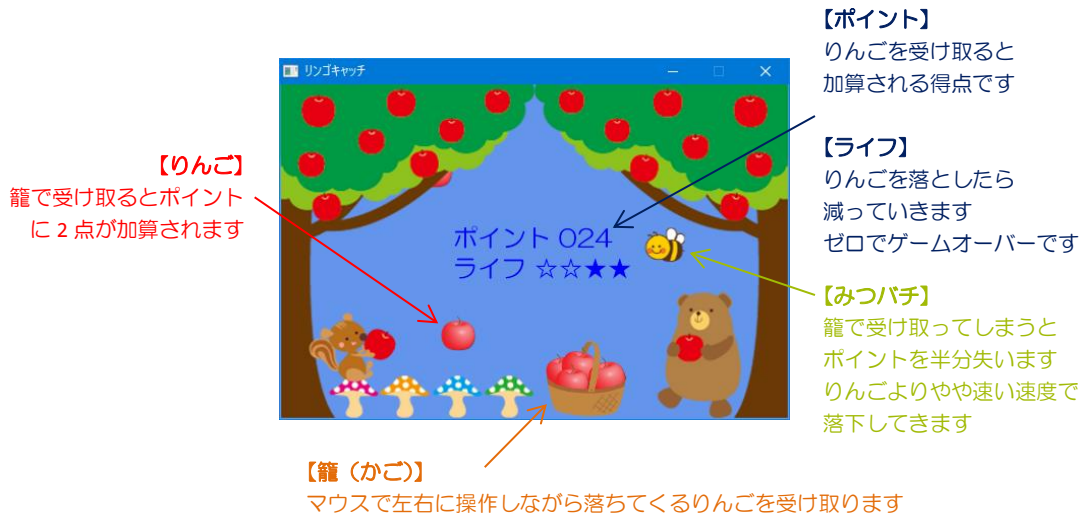 【ポイント】
りんごを受け取ると
加算される得点です
リンゴキャッチ
【ライフ】
りんごを落としたら
減っていきます
ゼロでゲームオーバーです
【りんご】
籠で受け取るとポイント
に 2 点が加算されます
ポイント 024
ライフ ☆☆★★
【みつバチ】
籠で受け取ってしまうと
ポイントを半分失います
りんごよりやや速い速度で
落下してきます
【籠（かご）】
マウスで左右に操作しながら落ちてくるりんごを受け取ります